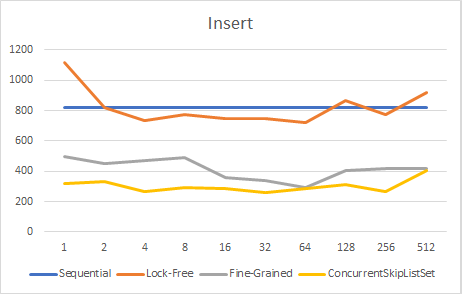 Insert
1200
1000
800
600
400
200
0
1 2 4 8 16 32 64 128 256 512
Sequential Lock-Free Fine-Grained ConcurrentSkipListSet